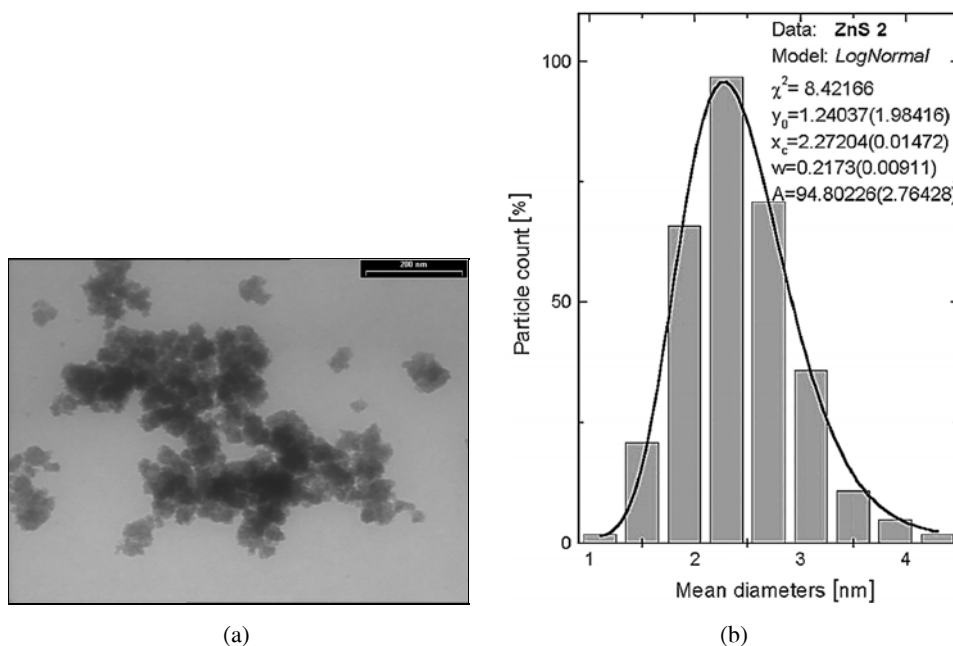 200 nm
Data: ZnS 2
Model: LogNormal
χ²= 8.42166
y₀=1.24037(1.98416)
x_c=2.27204(0.01472)
w=0.2173(0.00911)
A=94.80226(2.76428)
100
50
0
Particle count [%]
1 2 3 4
Mean diameters [nm]
(a) (b)